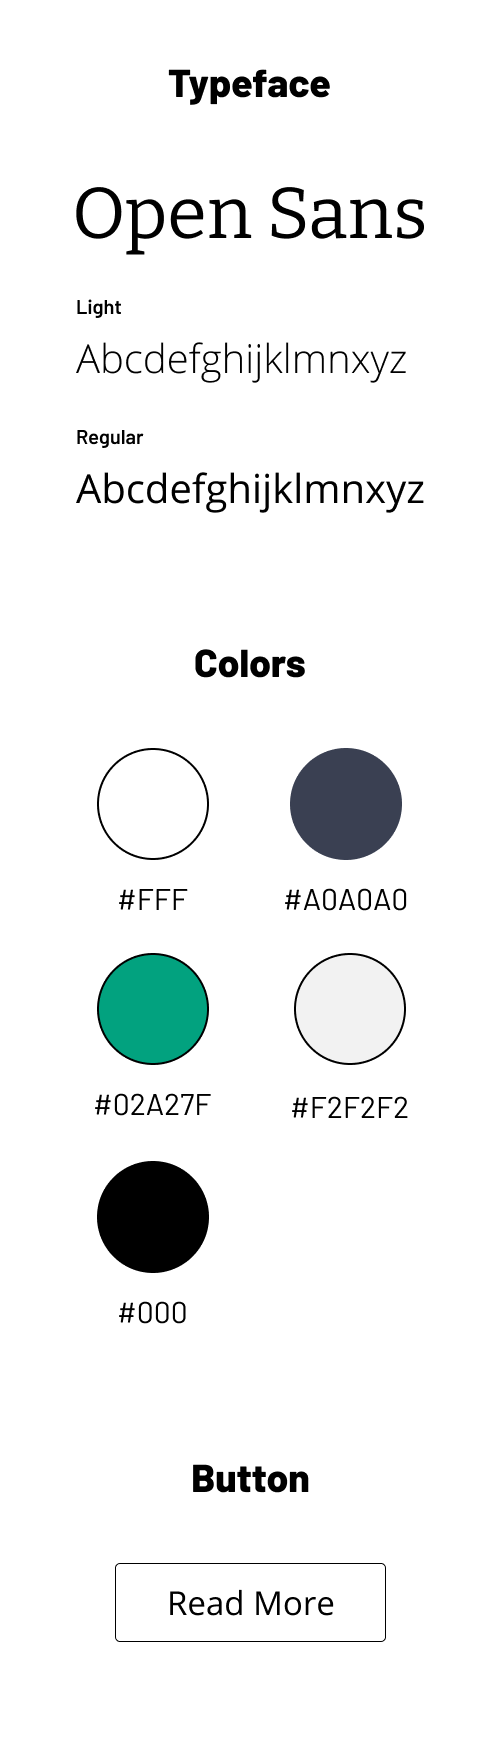 Typeface
Open Sans
Light
Abcdefghijklmnxyz
Regular
Abcdefghijklmnxyz
Colors
#FFF
#A0A0A0
#02A27F
#F2F2F2
#000
Button
Read More